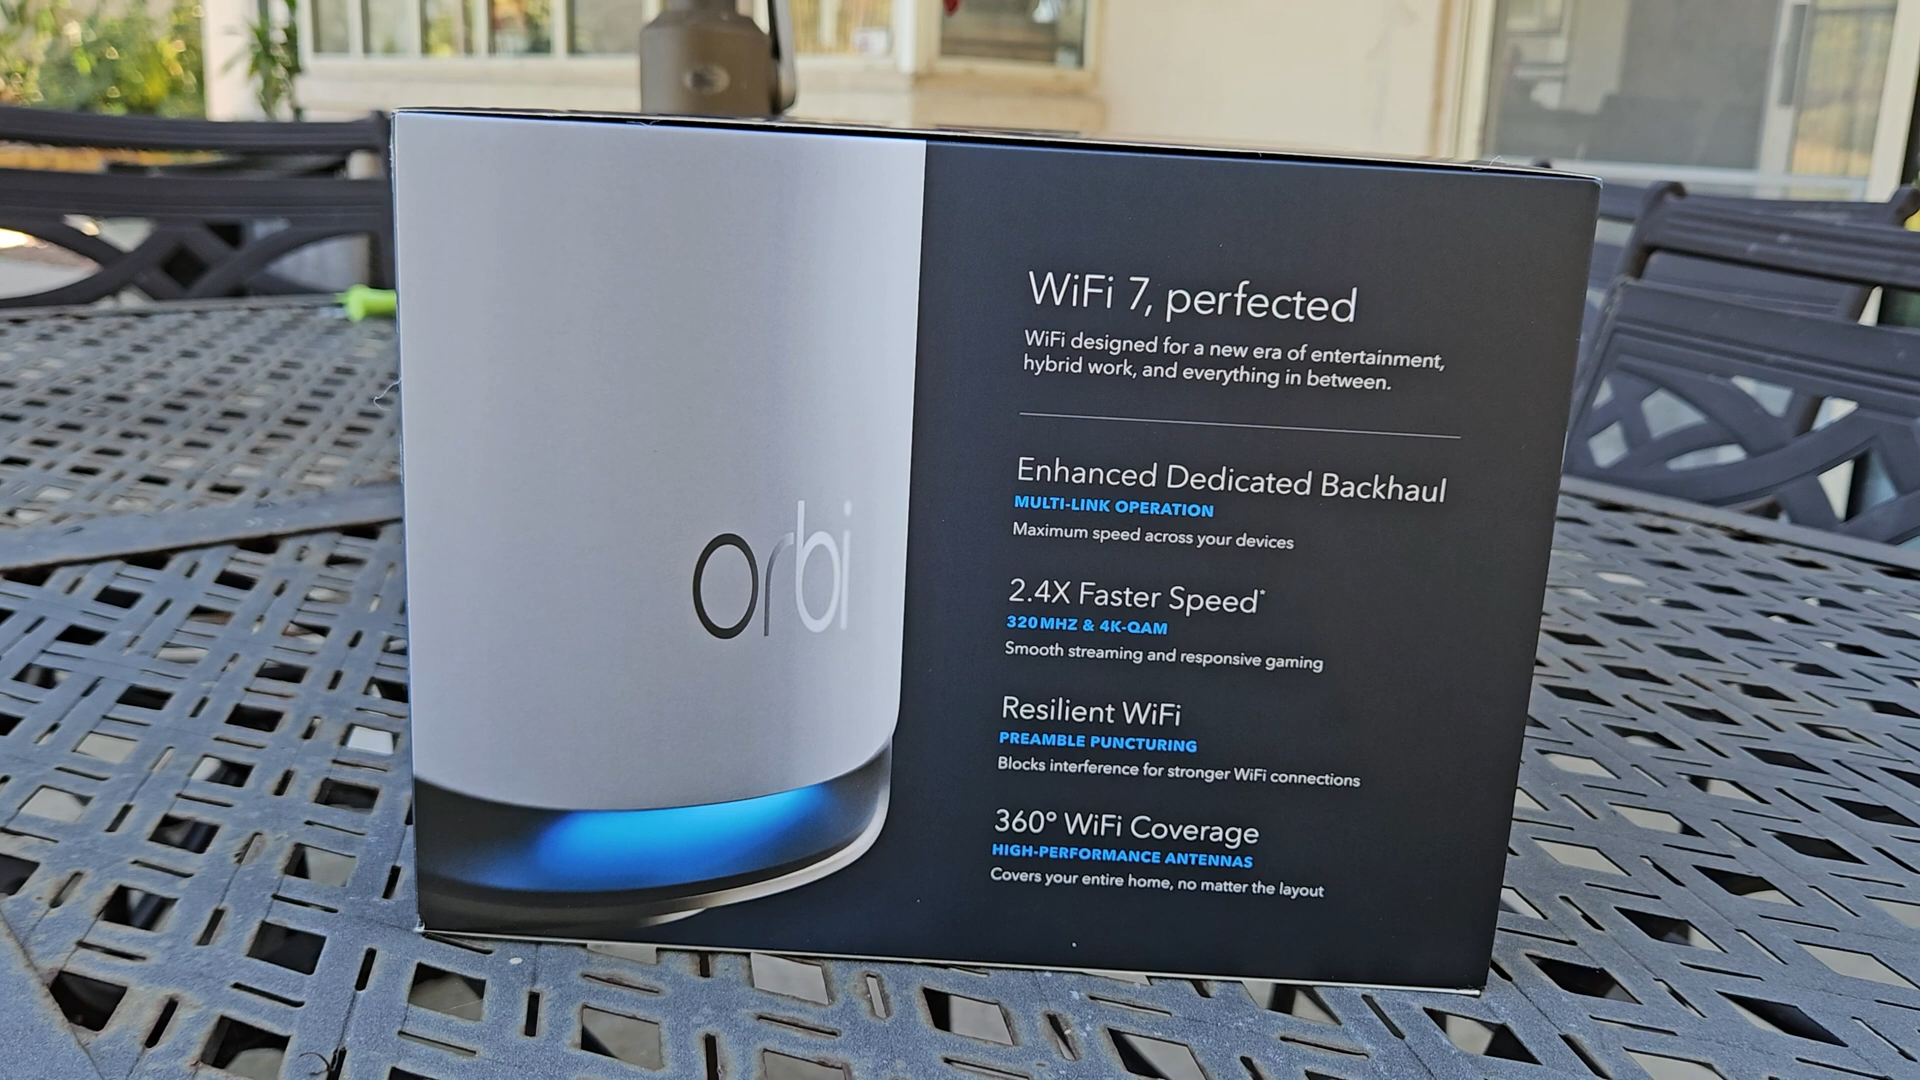 orbi
WiFi 7, perfected
WiFi designed for a new era of entertainment,
hybrid work, and everything in between.
Enhanced Dedicated Backhaul
MULTI-LINK OPERATION
Maximum speed across your devices
2.4X Faster Speed*
320MHZ & 4K-QAM
Smooth streaming and responsive gaming
Resilient WiFi
PREAMBLE PUNCTURING
Blocks interference for stronger WiFi connections
360° WiFi Coverage
HIGH-PERFORMANCE ANTENNAS
Covers your entire home, no matter the layout